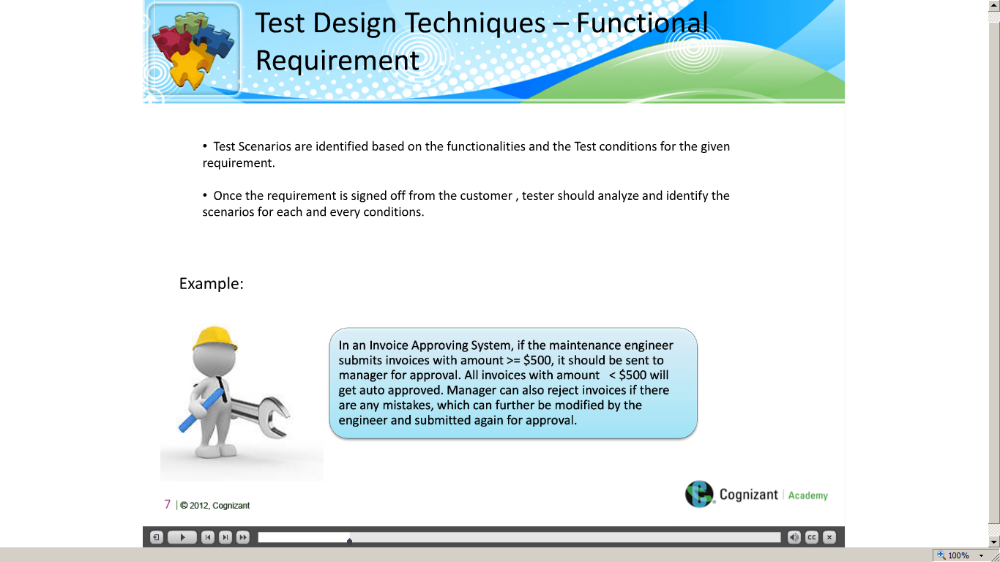 Test Design Techniques – Functional
Requirement
• Test Scenarios are identified based on the functionalities and the Test conditions for the given
requirement.
• Once the requirement is signed off from the customer , tester should analyze and identify the
scenarios for each and every conditions.
Example:
In an Invoice Approving System, if the maintenance engineer
submits invoices with amount >= $500, it should be sent to
manager for approval. All invoices with amount   < $500 will
get auto approved. Manager can also reject invoices if there
are any mistakes, which can further be modified by the
engineer and submitted again for approval.
Cognizant | Academy
7 | © 2012, Cognizant
CC
100%